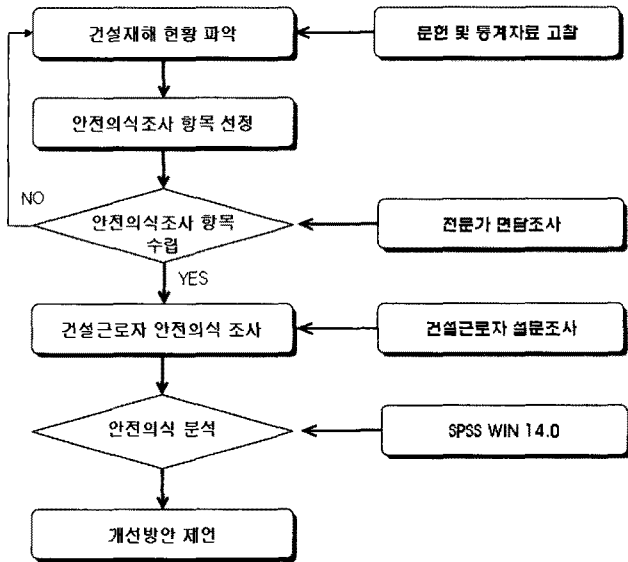 건설재해 현황 파악
문헌 및 통계자료 고찰
안전의식조사 항목 선정
NO
안전의식조사 항목
수립
전문가 면담조사
YES
건설근로자 안전의식 조사
건설근로자 설문조사
안전의식 분석
SPSS WIN 14.0
개선방안 제언